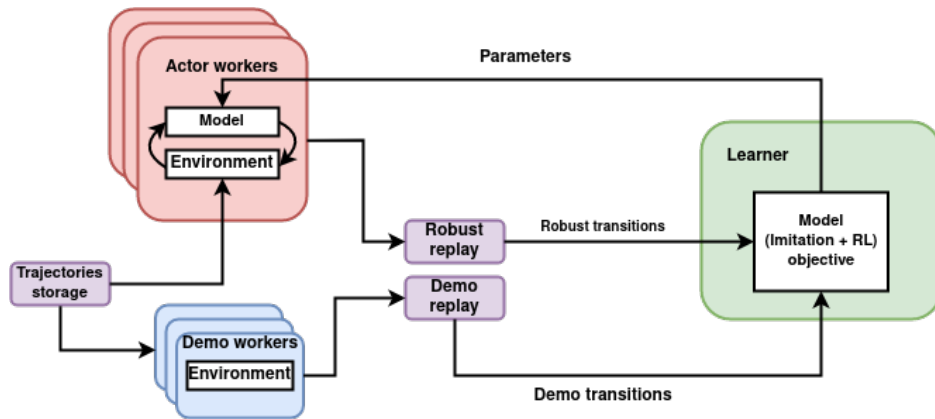 Parameters
Actor workers
Model
Environment
Learner
Model
(Imitation + RL)
objective
Robust
replay
Robust transitions
Trajectories
storage
Demo
replay
Demo workers
Environment
Demo transitions